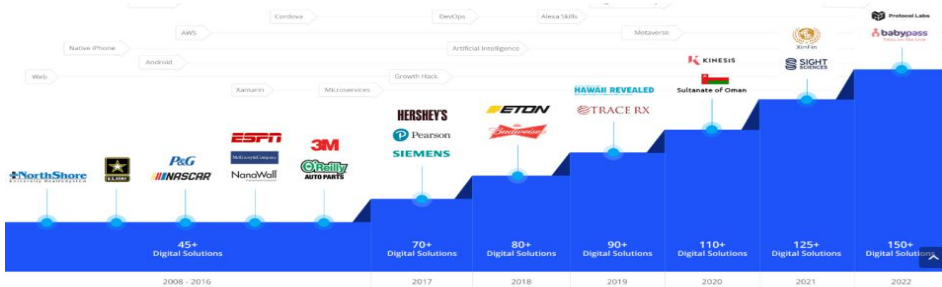 Cordova
DevOps
Alexa Skills
Protocol Labs
AWS
Metaverse
babypass
Native iPhone
Artificial Intelligence
XinFin
Android
KINESIS
SIGHT
SCIENCES
Web
Growth Hack
Xamarin
Microservices
HAWAII REVEALED
Sultanate of Oman
HERSHEY'S
ETON
TRACE RX
ESPN
3M
Pearson
Budweiser
P&G
McKinsey&Company
SIEMENS
NorthShore
U.S. ARMY
NASCAR
NanaWall
O'Reilly
AUTO PARTS
45+
Digital Solutions
70+
Digital Solutions
80+
Digital Solutions
90+
Digital Solutions
110+
Digital Solutions
125+
Digital Solutions
150+
Digital Solutions
2008 - 2016
2017
2018
2019
2020
2021
2022